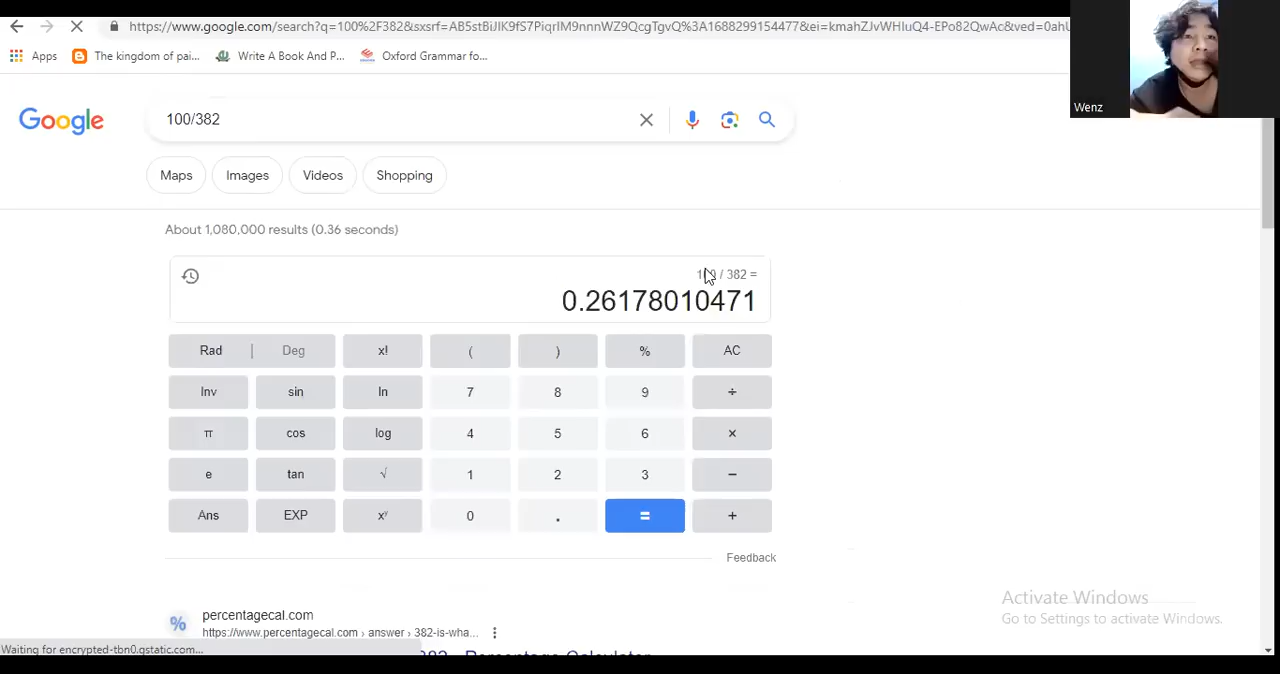 https://www.google.com/search?q=100%2F382&sxsrf=AB5stBiJIK9fS7PiqrIM9nnnWZ9QcgTgvQ%3A1688299154477&ei=kmahZJvWHIuQ4-EPo82QwAc&ved=0ahU
Apps
The kingdom of pai...
Write A Book And P...
Oxford Grammar fo...
Wenz
Google
100/382
Maps
Images
Videos
Shopping
About 1,080,000 results (0.36 seconds)
/ 382 =
0.26178010471
Rad | Deg x! ( ) % AC
Inv sin ln 7 8 9 ÷
π cos log 4 5 6 ×
e tan √ 1 2 3 −
Ans EXP xʸ 0 . = +
Feedback
%
percentagecal.com
https://www.percentagecal.com › answer › 382-is-wha...
Activate Windows
Go to Settings to activate Windows.
Waiting for encrypted-tbn0.gstatic.com...
Percentage Calculator